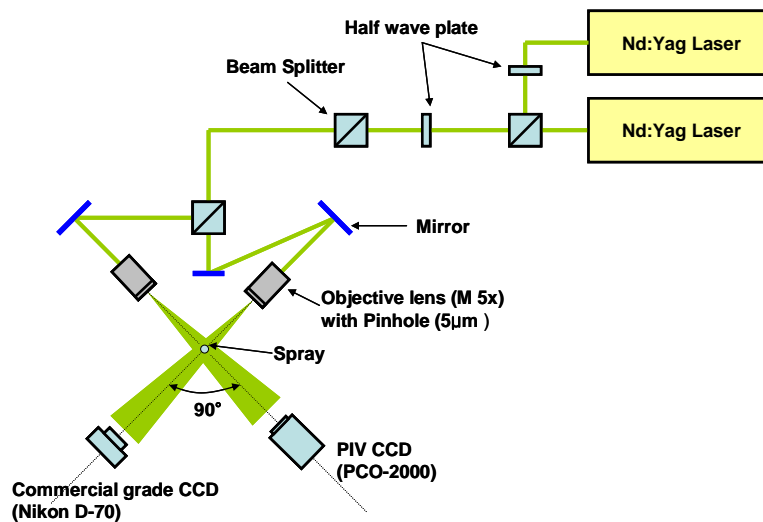 Half wave plate
Nd:Yag Laser
Beam Splitter
Nd:Yag Laser
Mirror
Objective lens (M 5x)
with Pinhole (5μm )
Spray
90°
PIV CCD
(PCO-2000)
Commercial grade CCD
(Nikon D-70)